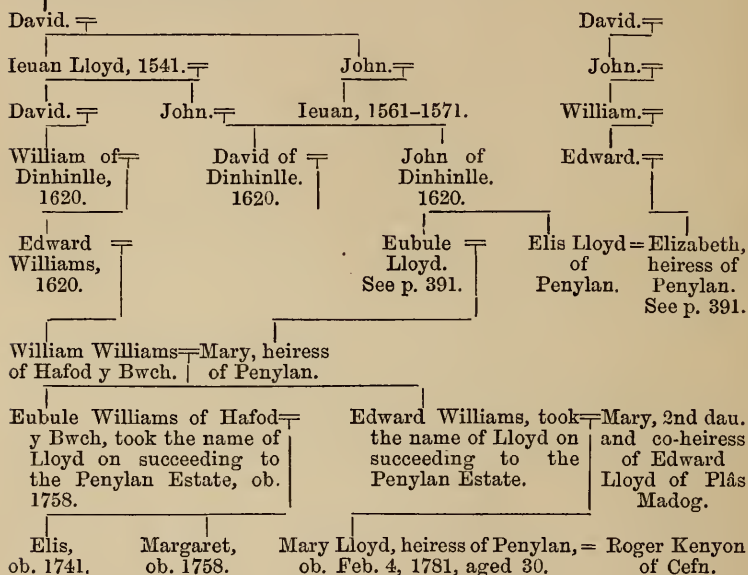 David. David.
Ieuan Lloyd, 1541. John. John.
David. John. Ieuan, 1561–1571. William.
William of David of John of Edward.
Dinhinlle, Dinhinlle. Dinhinlle.
1620. 1620. 1620.
Edward Eubule Elis Lloyd = Elizabeth,
Williams, Lloyd. of heiress of
1620. See p. 391. Penylan. Penylan.
See p. 391.
William Williams Mary, heiress
of Hafod y Bwch. of Penylan.
Eubule Williams of Hafod Edward Williams, took Mary, 2nd dau.
y Bwch, took the name of the name of Lloyd on and co-heiress
Lloyd on succeeding to succeeding to the of Edward
the Penylan Estate, ob. Penylan Estate. Lloyd of Plâs
1758. Madog.
Elis, Margaret, Mary Lloyd, heiress of Penylan, = Roger Kenyon
ob. 1741. ob. 1758. ob. Feb. 4, 1781, aged 30. of Cefn.